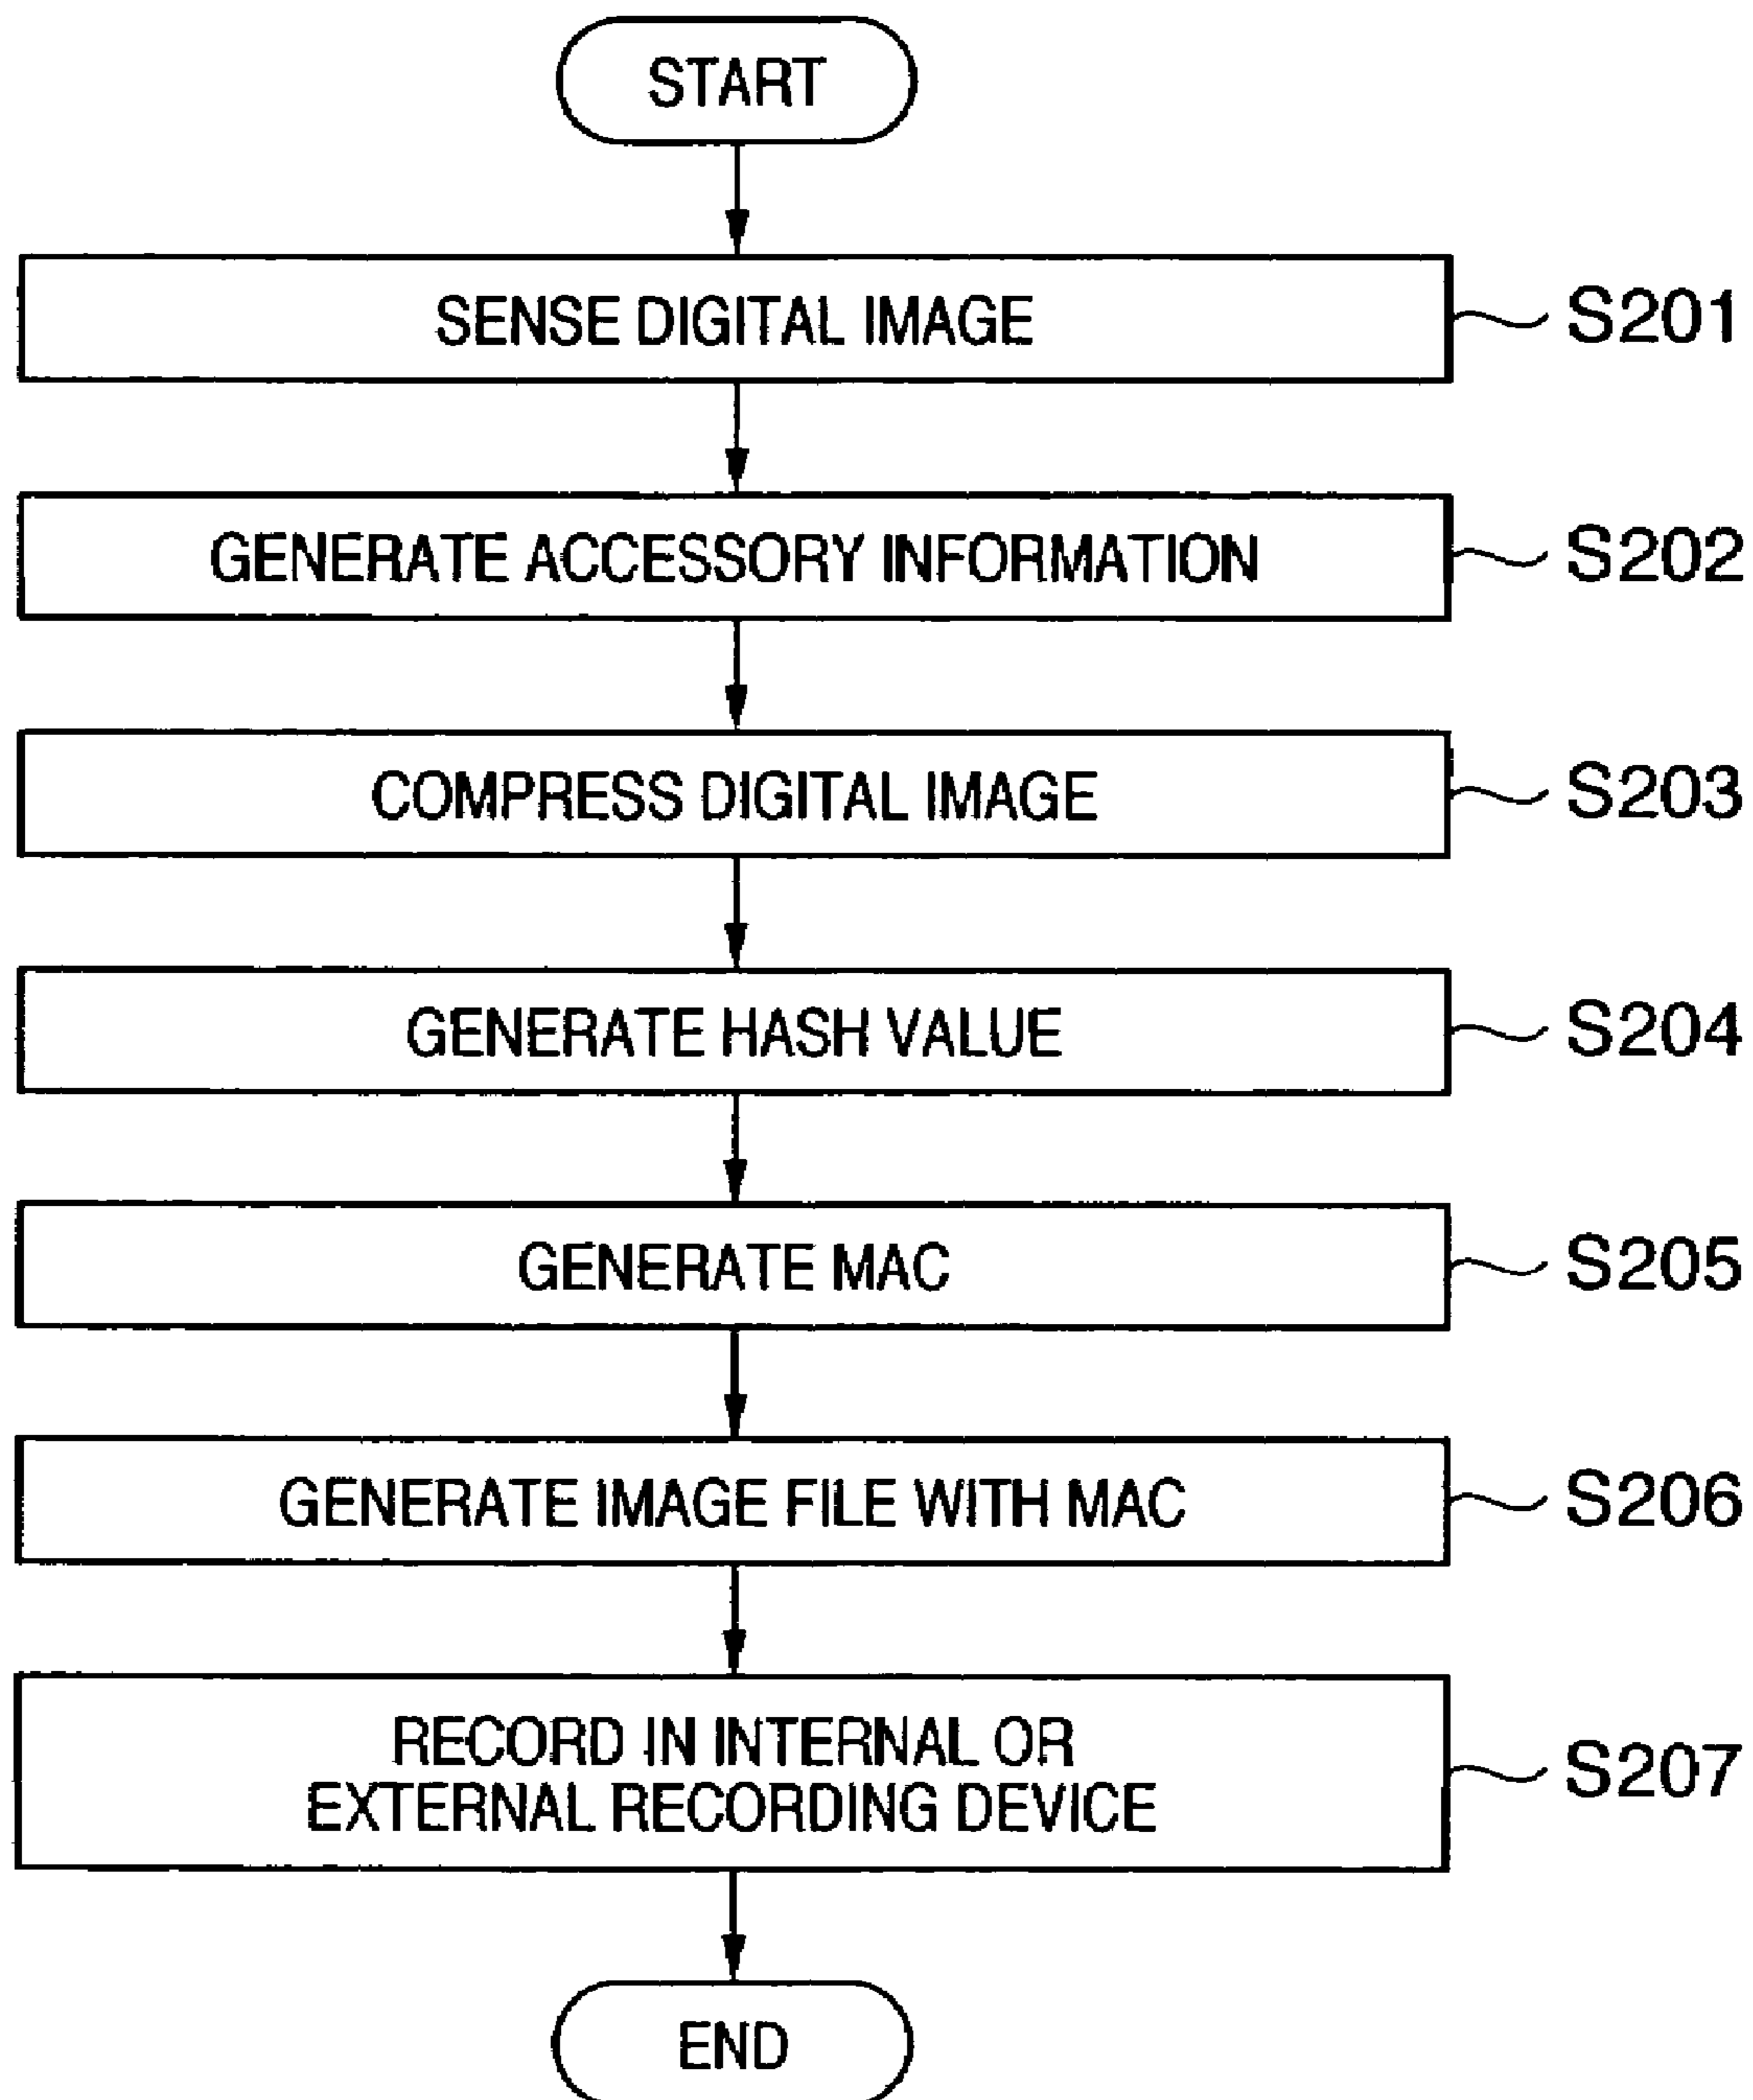 START
SENSE DIGITAL IMAGE
S201
GENERATE ACCESSORY INFORMATION
S202
COMPRESS DIGITAL IMAGE
S203
GENERATE HASH VALUE
S204
GENERATE MAC
S205
GENERATE IMAGE FILE WITH MAC
S206
RECORD IN INTERNAL OR
EXTERNAL RECORDING DEVICE
S207
END